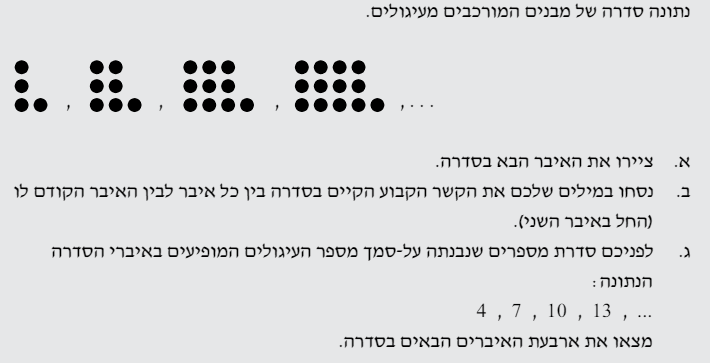 נתונה סדרה של מבנים המורכבים מעיגולים.
, , , ,...
א. ציירו את האיבר הבא בסדרה.
ב. נסחו במילים שלכם את הקשר הקבוע הקיים בסדרה בין כל איבר לבין האיבר הקודם לו
(החל באיבר השני).
ג. לפניכם סדרת מספרים שנבנתה על-סמך מספר העיגולים המופיעים באיברי הסדרה
הנתונה:
4 , 7 , 10 , 13 , ...
מצאו את ארבעת האיברים הבאים בסדרה.